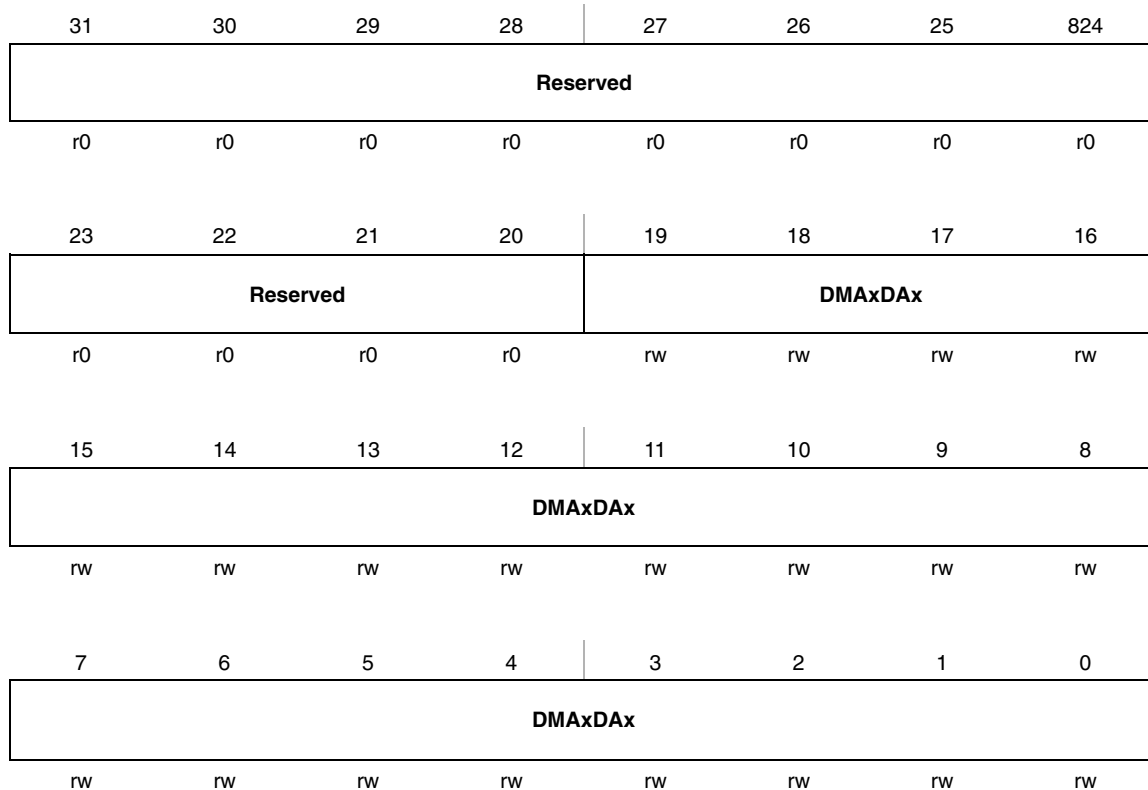 31 30 29 28 27 26 25 824
Reserved
r0 r0 r0 r0 r0 r0 r0 r0
23 22 21 20 19 18 17 16
Reserved DMAxDAx
r0 r0 r0 r0 rw rw rw rw
15 14 13 12 11 10 9 8
DMAxDAx
rw rw rw rw rw rw rw rw
7 6 5 4 3 2 1 0
DMAxDAx
rw rw rw rw rw rw rw rw